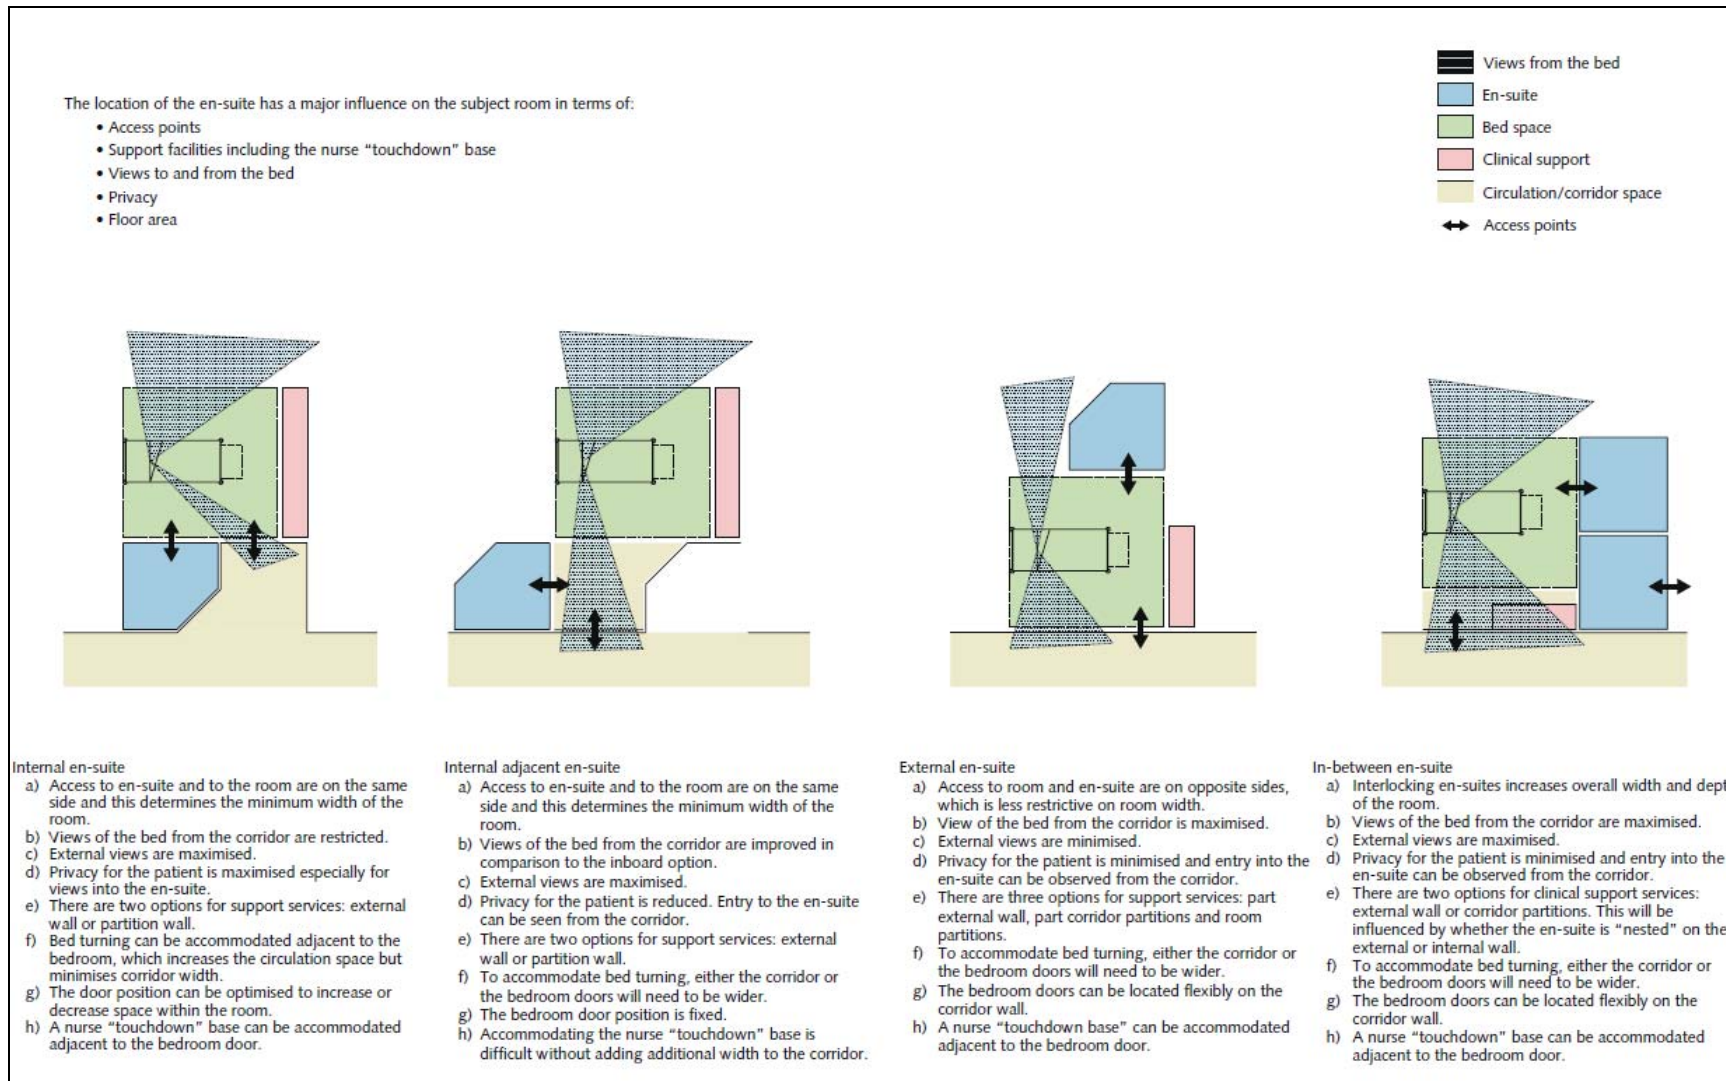 The location of the en-suite has a major influence on the subject room in terms of:
• Access points
• Support facilities including the nurse “touchdown” base
• Views to and from the bed
• Privacy
• Floor area
Views from the bed
En-suite
Bed space
Clinical support
Circulation/corridor space
Access points
Internal en-suite
a) Access to en-suite and to the room are on the same
side and this determines the minimum width of the
room.
b) Views of the bed from the corridor are restricted.
c) External views are maximised.
d) Privacy for the patient is maximised especially for
views into the en-suite.
e) There are two options for support services: external
wall or partition wall.
f) Bed turning can be accommodated adjacent to the
bedroom, which increases the circulation space but
minimises corridor width.
g) The door position can be optimised to increase or
decrease space within the room.
h) A nurse “touchdown” base can be accommodated
adjacent to the bedroom door.
Internal adjacent en-suite
a) Access to en-suite and to the room are on the same
side and this determines the minimum width of the
room.
b) Views of the bed from the corridor are improved in
comparison to the inboard option.
c) External views are maximised.
d) Privacy for the patient is reduced. Entry to the en-suite
can be seen from the corridor.
e) There are two options for support services: external
wall or partition wall.
f) To accommodate bed turning, either the corridor or
the bedroom doors will need to be wider.
g) The bedroom door position is fixed.
h) Accommodating the nurse “touchdown” base is
difficult without adding additional width to the corridor.
External en-suite
a) Access to room and en-suite are on opposite sides,
which is less restrictive on room width.
b) View of the bed from the corridor is maximised.
c) External views are minimised.
d) Privacy for the patient is minimised and entry into the
en-suite can be observed from the corridor.
e) There are three options for support services: part
external wall, part corridor partitions and room
partitions.
f) To accommodate bed turning, either the corridor or
the bedroom doors will need to be wider.
g) The bedroom doors can be located flexibly on the
corridor wall.
h) A nurse “touchdown base” can be accommodated
adjacent to the bedroom door.
In-between en-suite
a) Interlocking en-suites increases overall width and dept
of the room.
b) Views of the bed from the corridor are maximised.
c) External views are maximised.
d) Privacy for the patient is minimised and entry into the
en-suite can be observed from the corridor.
e) There are two options for clinical support services:
external wall or corridor partitions. This will be
influenced by whether the en-suite is “nested” on the
external or internal wall.
f) To accommodate bed turning, either the corridor or
the bedroom doors will need to be wider.
g) The bedroom doors can be located flexibly on the
corridor wall.
h) A nurse “touchdown” base can be accommodated
adjacent to the bedroom door.